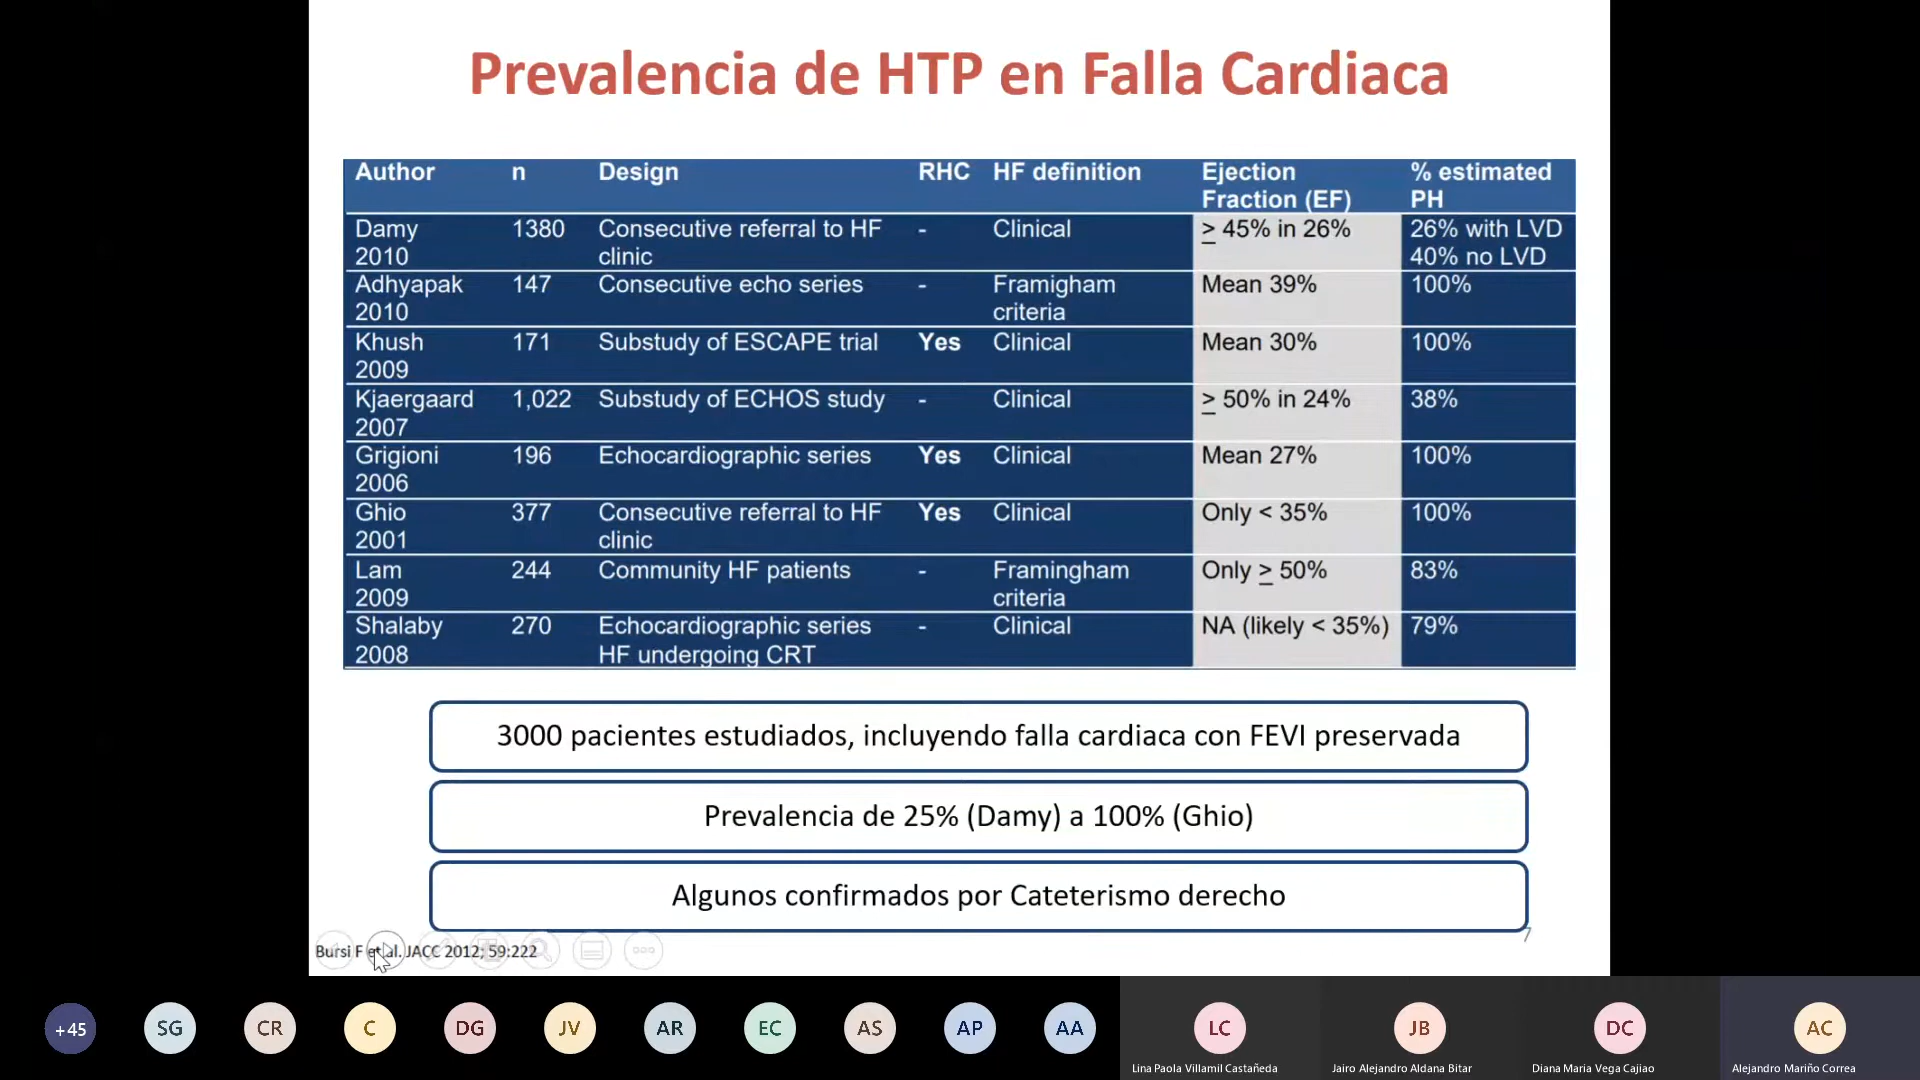 Prevalencia de HTP en Falla Cardiaca
Author n Design RHC HF definition Ejection Fraction (EF) % estimated PH
Damy 2010 1380 Consecutive referral to HF clinic - Clinical ≥ 45% in 26% 26% with LVD 40% no LVD
Adhyapak 2010 147 Consecutive echo series - Framigham criteria Mean 39% 100%
Khush 2009 171 Substudy of ESCAPE trial Yes Clinical Mean 30% 100%
Kjaergaard 2007 1,022 Substudy of ECHOS study - Clinical ≥ 50% in 24% 38%
Grigioni 2006 196 Echocardiographic series Yes Clinical Mean 27% 100%
Ghio 2001 377 Consecutive referral to HF clinic Yes Clinical Only < 35% 100%
Lam 2009 244 Community HF patients - Framingham criteria Only ≥ 50% 83%
Shalaby 2008 270 Echocardiographic series HF undergoing CRT - Clinical NA (likely < 35%) 79%
3000 pacientes estudiados, incluyendo falla cardiaca con FEVI preservada
Prevalencia de 25% (Damy) a 100% (Ghio)
Algunos confirmados por Cateterismo derecho
7
Bursi F et al. JACC 2012; 59:222
+45 SG CR C DG JV AR EC AS AP AA LC JB DC AC
Lina Paola Villamil Castañeda Jairo Alejandro Aldana Bitar Diana Maria Vega Cajiao Alejandro Mariño Correa